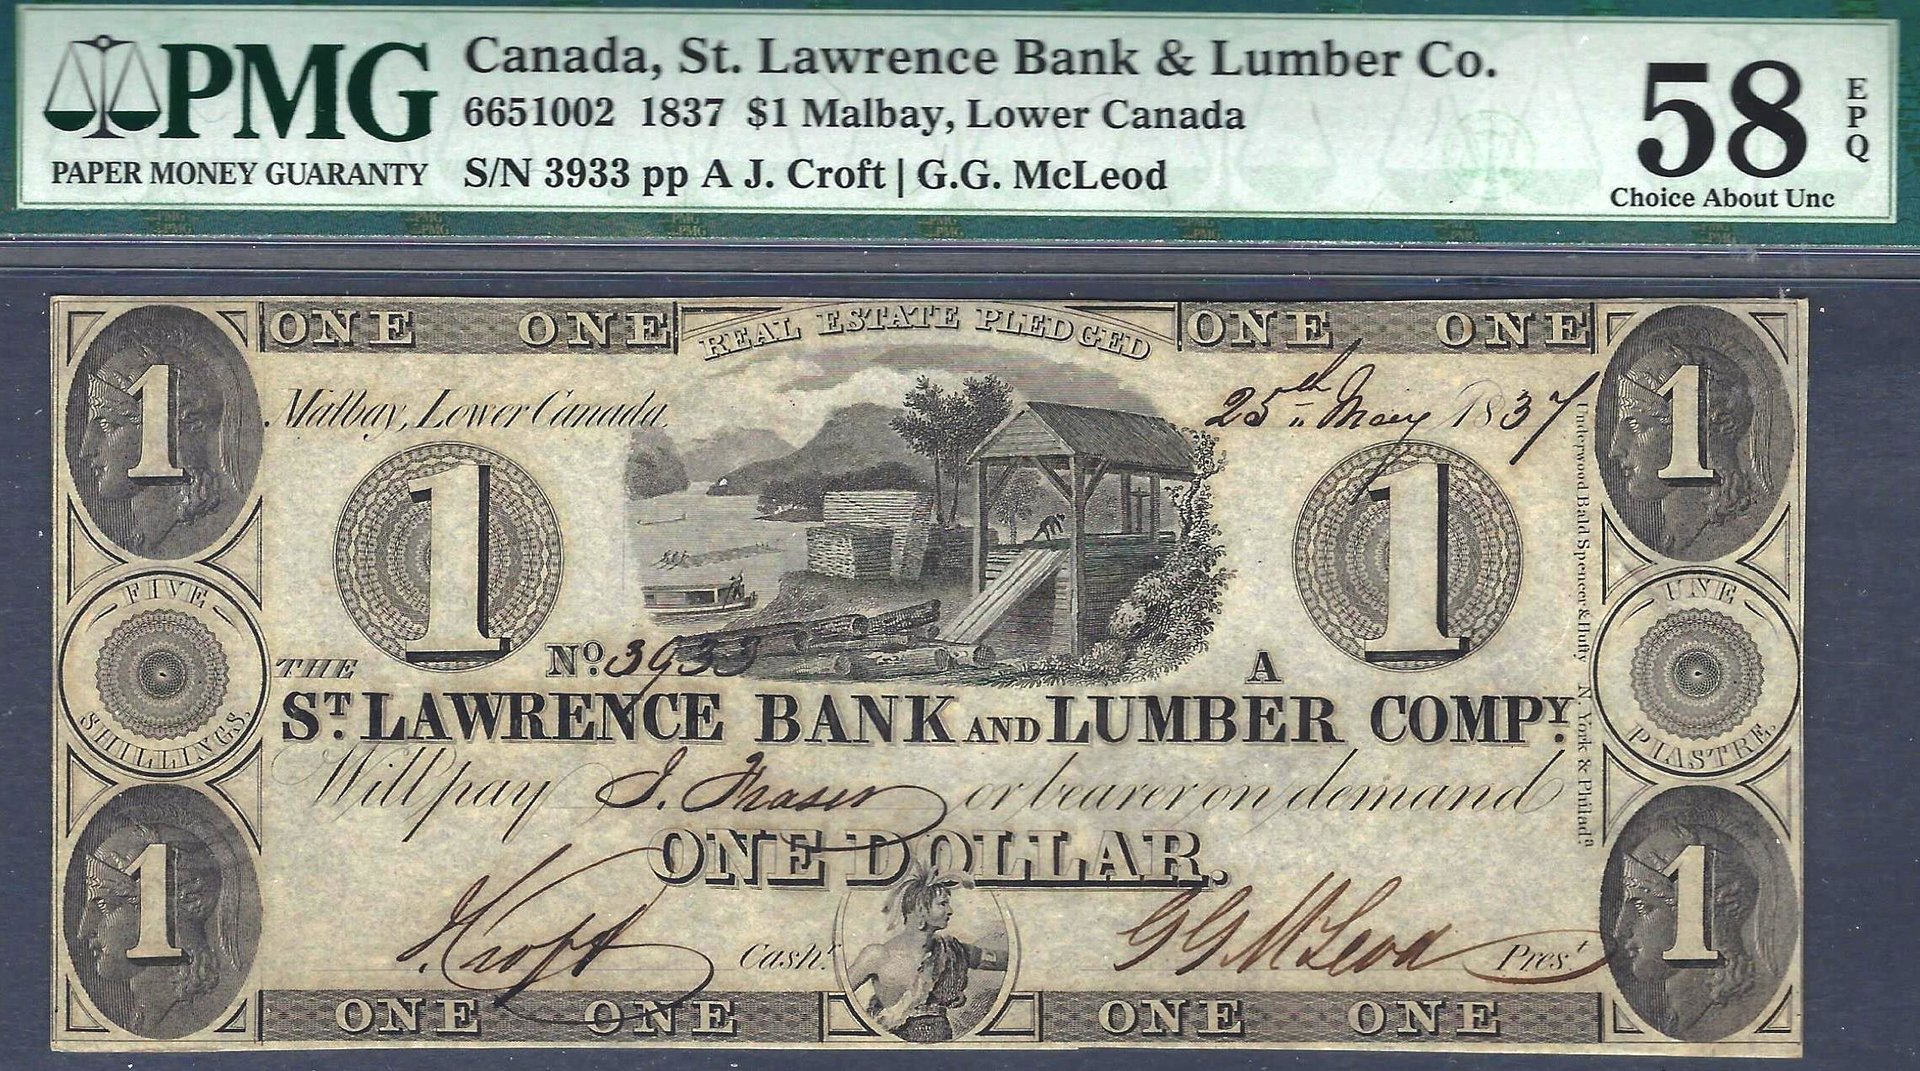 PMG
PAPER MONEY GUARANTY
Canada, St. Lawrence Bank & Lumber Co.
6651002 1837 $1 Malbay, Lower Canada
S/N 3933 pp A J. Croft | G.G. McLeod
58
EPQ
Choice About Unc
ONE ONE
REAL ESTATE PLEDGED
ONE ONE
1
Malbay, Lower Canada.
25th May 1837
1
1
1
FIVE SHILLINGS.
UNE PIASTRE.
Underwood Bald Spencer & Hufty N. York & Philada.
No. 3933
A
THE
ST. LAWRENCE BANK AND LUMBER COMPY.
Will pay J. Fraser or bearer on demand
ONE DOLLAR.
1
J Croft Cashr.
GG McLeod Prest
1
ONE ONE
ONE ONE